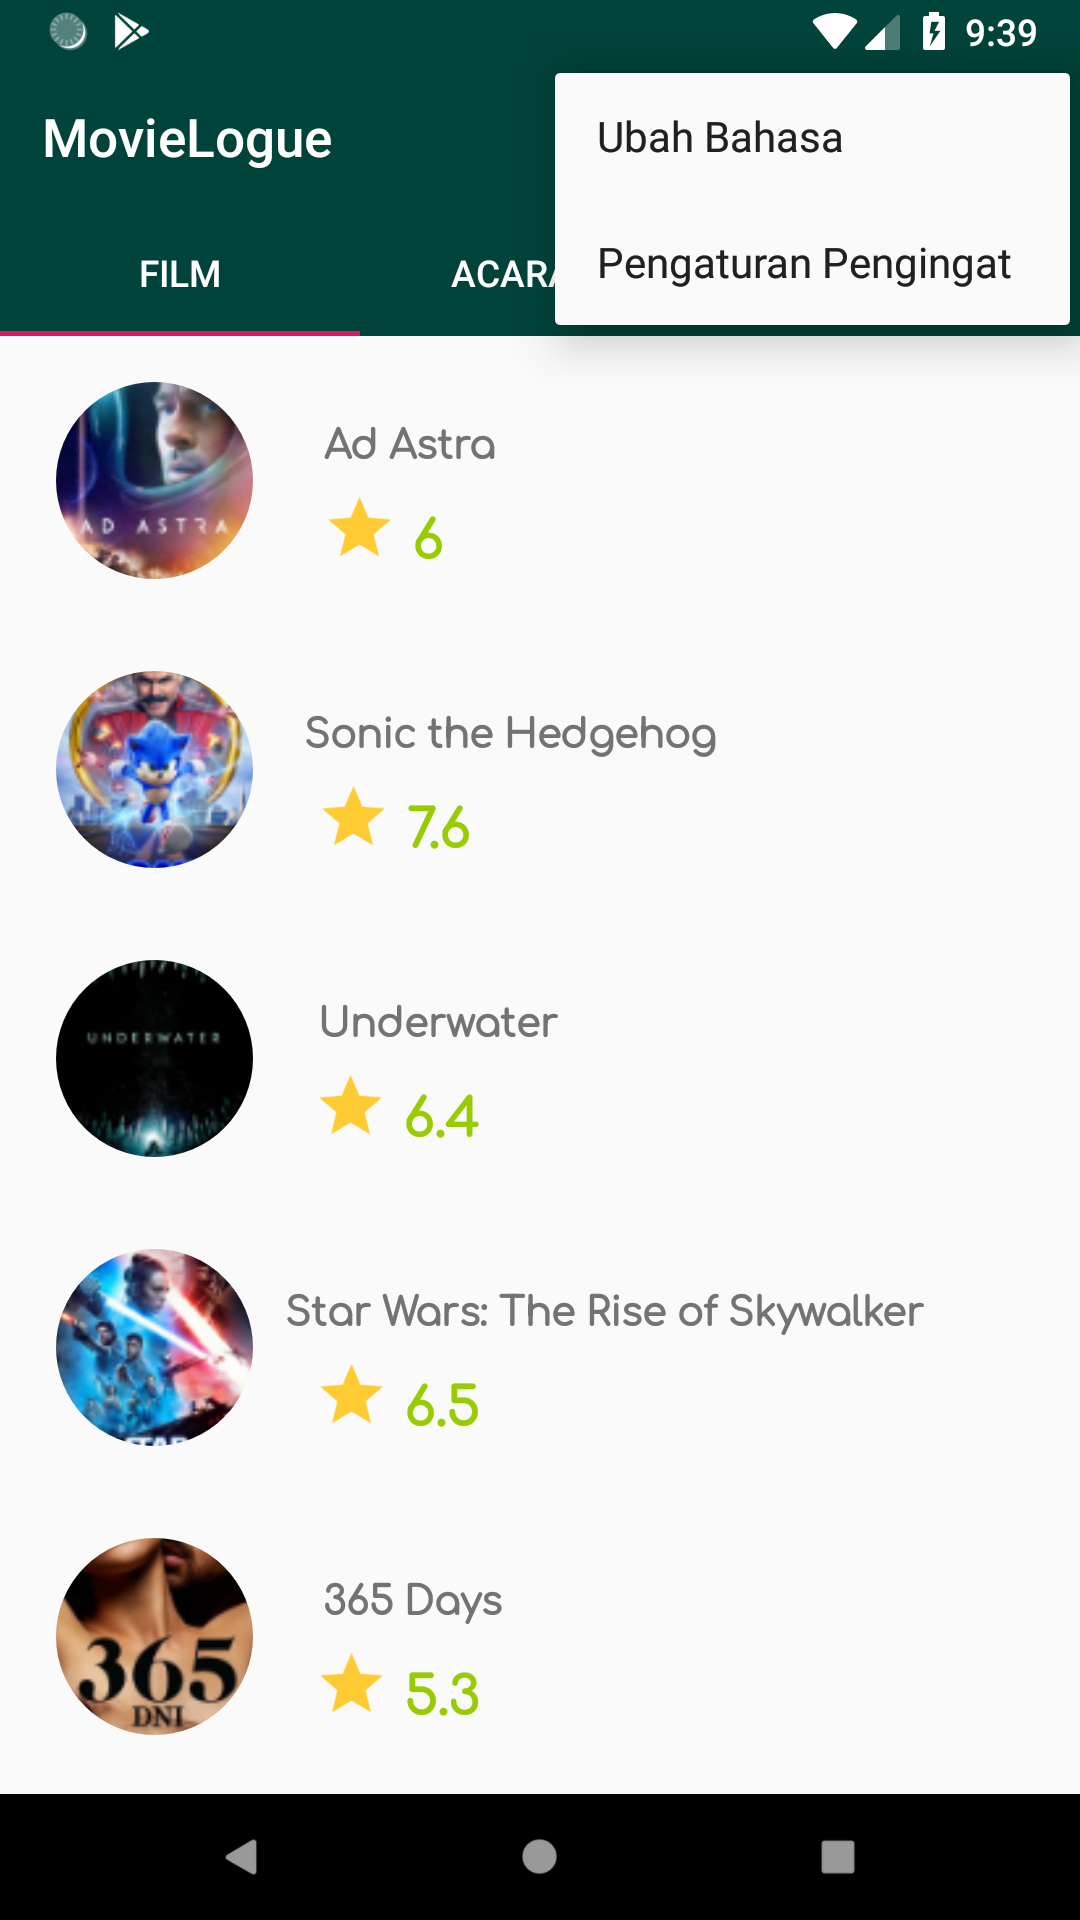 9:39
MovieLogue
Ubah Bahasa
Pengaturan Pengingat
FILM
ACARA
Ad Astra
AD ASTRA
6
Sonic the Hedgehog
7.6
UNDERWATER
Underwater
6.4
Star Wars: The Rise of Skywalker
6.5
365 Days
365
DNI
5.3